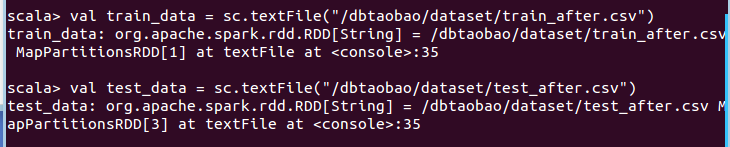 scala> val train_data = sc.textFile("/dbtaobao/dataset/train_after.csv")
train_data: org.apache.spark.rdd.RDD[String] = /dbtaobao/dataset/train_after.csv
 MapPartitionsRDD[1] at textFile at <console>:35
scala> val test_data = sc.textFile("/dbtaobao/dataset/test_after.csv")
test_data: org.apache.spark.rdd.RDD[String] = /dbtaobao/dataset/test_after.csv M
apPartitionsRDD[3] at textFile at <console>:35